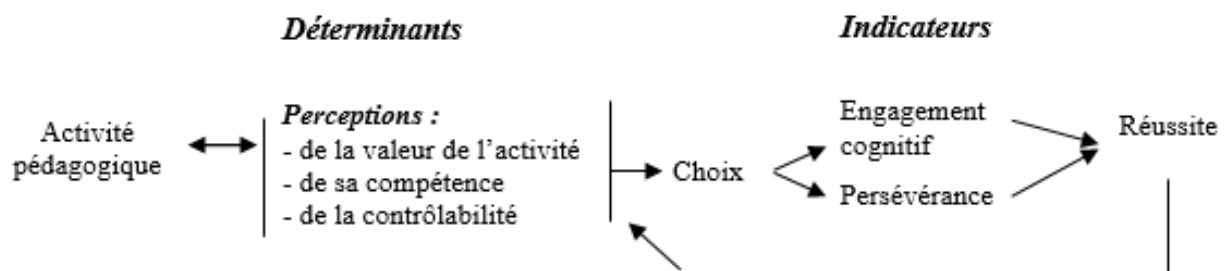 Déterminants
Indicateurs
Activité
pédagogique
Perceptions :
- de la valeur de l'activité
- de sa compétence
- de la contrôlabilité
Choix
Engagement
cognitif
Persévérance
Réussite